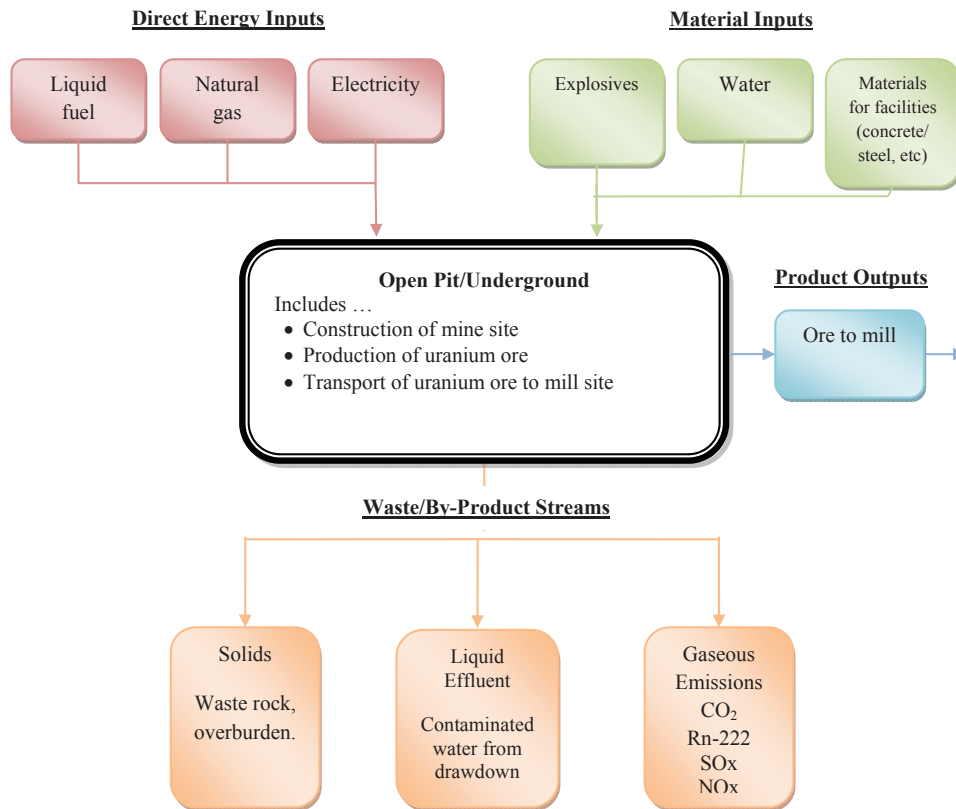 Direct Energy Inputs
Material Inputs
Liquid
fuel
Natural
gas
Electricity
Explosives
Water
Materials
for facilities
(concrete/
steel, etc)
Open Pit/Underground
Includes …
• Construction of mine site
• Production of uranium ore
• Transport of uranium ore to mill site
Product Outputs
Ore to mill
Waste/By-Product Streams
Solids
Waste rock,
overburden.
Liquid
Effluent
Contaminated
water from
drawdown
Gaseous
Emissions
CO₂
Rn-222
SOx
NOx